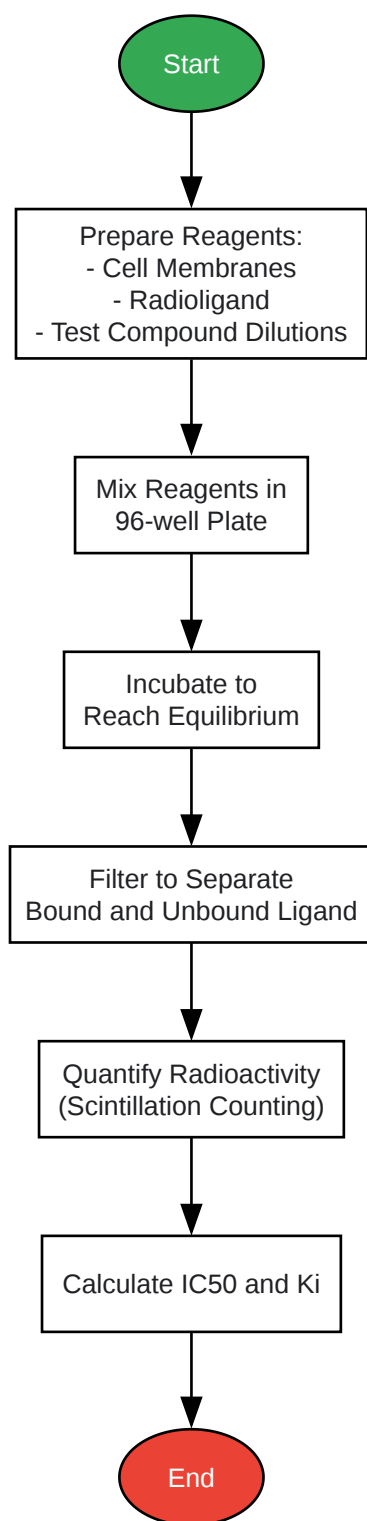 Start
Prepare Reagents:
- Cell Membranes
- Radioligand
- Test Compound Dilutions
Mix Reagents in
96-well Plate
Incubate to
Reach Equilibrium
Filter to Separate
Bound and Unbound Ligand
Quantify Radioactivity
(Scintillation Counting)
Calculate IC50 and Ki
End